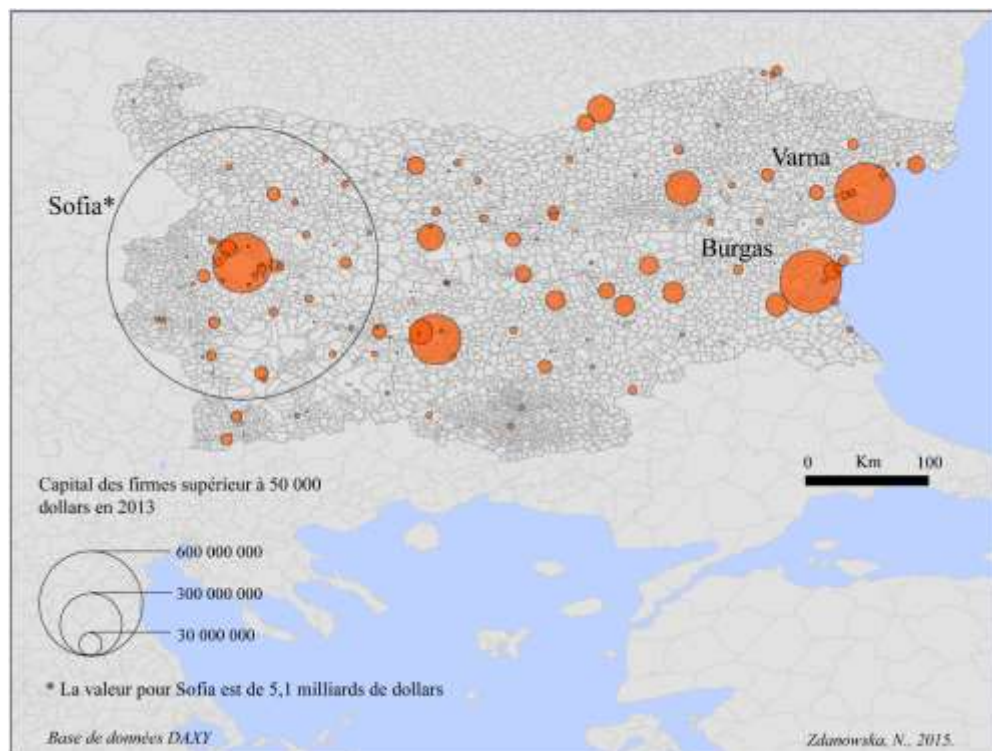 Varna
Sofia*
Burgas
0 Km 100
Capital des firmes supérieur à 50 000
dollars en 2013
600 000 000
300 000 000
30 000 000
* La valeur pour Sofia est de 5,1 milliards de dollars
Base de données DAXY
Zdanowska, N., 2015.